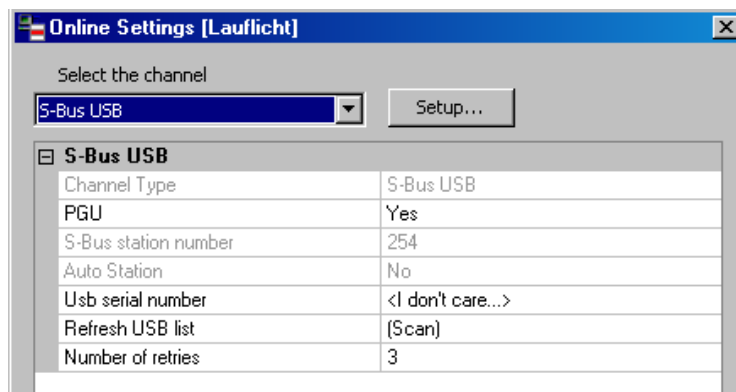 Online Settings [Lauflicht]
Select the channel
S-Bus USB
Setup...
S-Bus USB
Channel Type S-Bus USB
PGU Yes
S-Bus station number 254
Auto Station No
Usb serial number <I don't care...>
Refresh USB list (Scan)
Number of retries 3